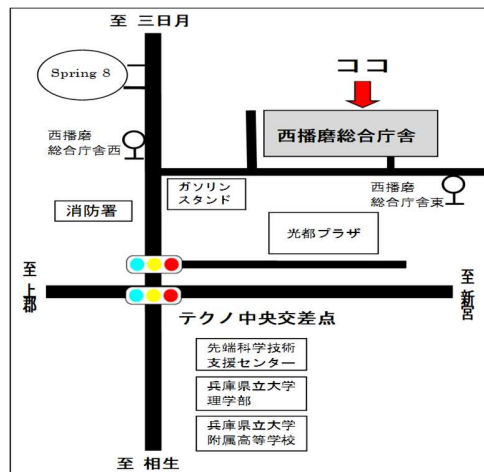 至 三日月
Spring 8
ココ
西播磨総合庁舎
西播磨
総合庁舎西
ガソリン
スタンド
西播磨
総合庁舎東
消防署
光都プラザ
至 上郡
至 新宮
テクノ中央交差点
先端科学技術
支援センター
兵庫県立大学
理学部
兵庫県立大学
附属高等学校
至 相生